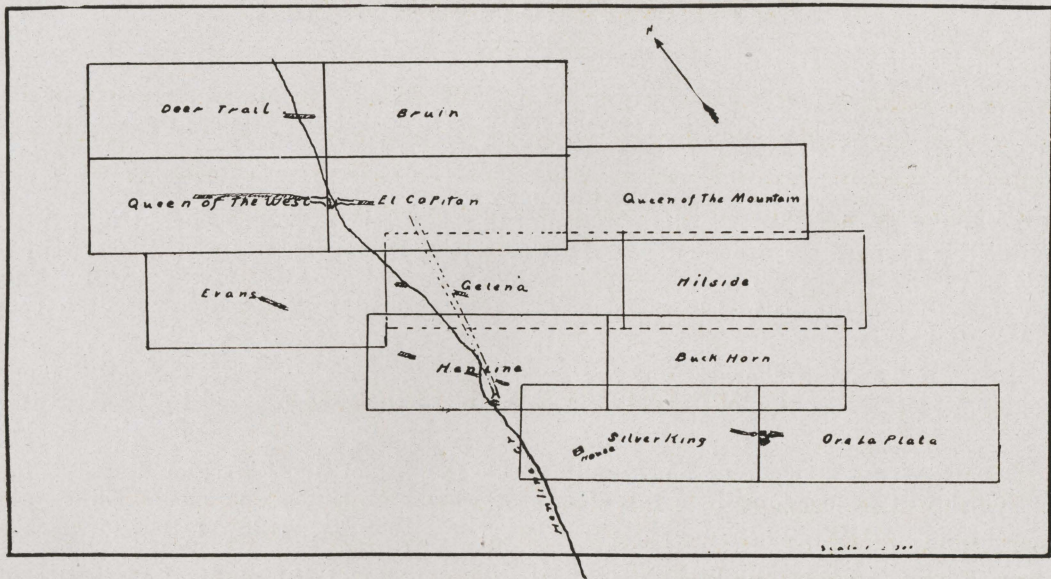 N
Deer Trail
Bruin
Queen of The West
El Capitan
Queen of The Mountain
Evans
Galena
Hilside
Buck Horn
Silver King
House
Ore La Plata
Scale